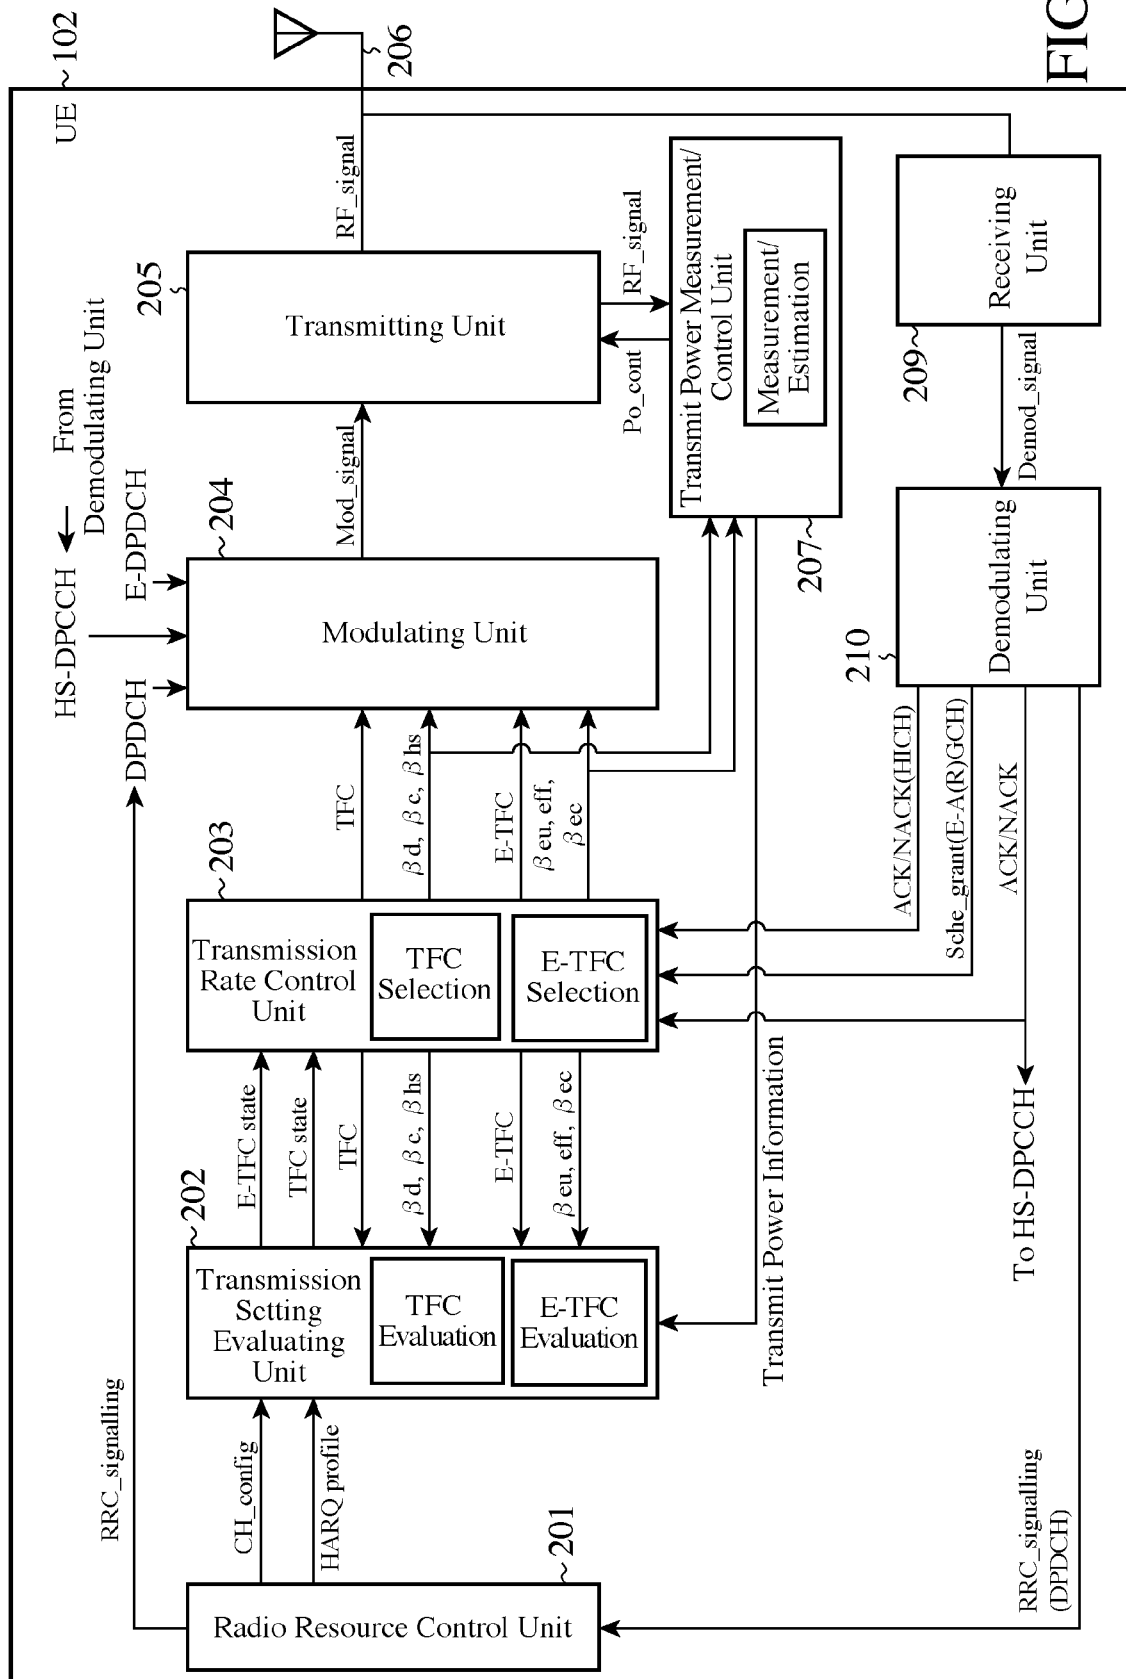 UE
102
RRC_signalling
DPDCH
HS-DPCCH
From
Demodulating Unit
E-DPDCH
Radio Resource Control Unit
201
CH_config
HARQ profile
202
Transmission
Setting
Evaluating
Unit
TFC
Evaluation
E-TFC
Evaluation
E-TFC state
TFC state
TFC
βd, βc, βhs
E-TFC
βeu, eff, βec
203
Transmission
Rate Control
Unit
TFC
Selection
E-TFC
Selection
TFC
βd, βc, βhs
E-TFC
βeu, eff,
βec
204
Modulating Unit
Mod_signal
205
Transmitting Unit
RF_signal
206
Po_cont
RF_signal
Transmit Power Measurement/
Control Unit
Measurement/
Estimation
207
Transmit Power Information
209
Receiving
Unit
Demod_signal
210
Demodulating
Unit
ACK/NACK(HICH)
Sche_grant(E-A(R)GCH)
ACK/NACK
To HS-DPCCH
RRC_signalling
(DPDCH)
FIG